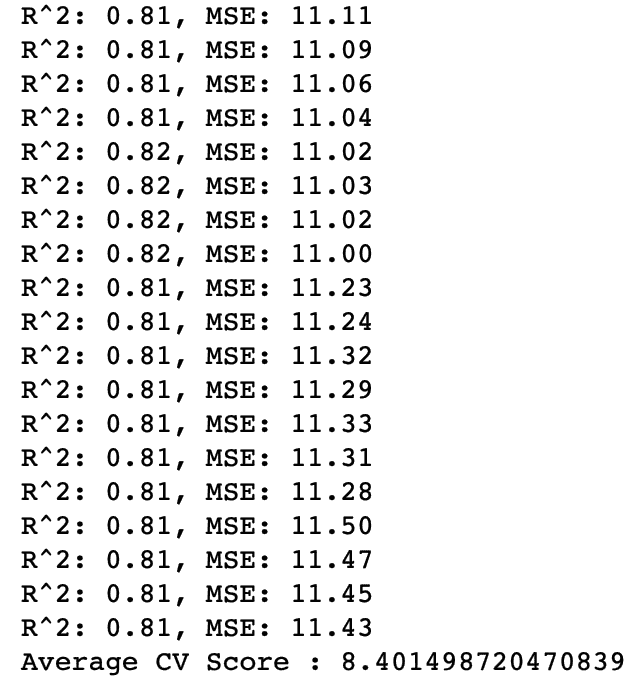 R^2: 0.81, MSE: 11.11
R^2: 0.81, MSE: 11.09
R^2: 0.81, MSE: 11.06
R^2: 0.81, MSE: 11.04
R^2: 0.82, MSE: 11.02
R^2: 0.82, MSE: 11.03
R^2: 0.82, MSE: 11.02
R^2: 0.82, MSE: 11.00
R^2: 0.81, MSE: 11.23
R^2: 0.81, MSE: 11.24
R^2: 0.81, MSE: 11.32
R^2: 0.81, MSE: 11.29
R^2: 0.81, MSE: 11.33
R^2: 0.81, MSE: 11.31
R^2: 0.81, MSE: 11.28
R^2: 0.81, MSE: 11.50
R^2: 0.81, MSE: 11.47
R^2: 0.81, MSE: 11.45
R^2: 0.81, MSE: 11.43
Average CV Score : 8.401498720470839